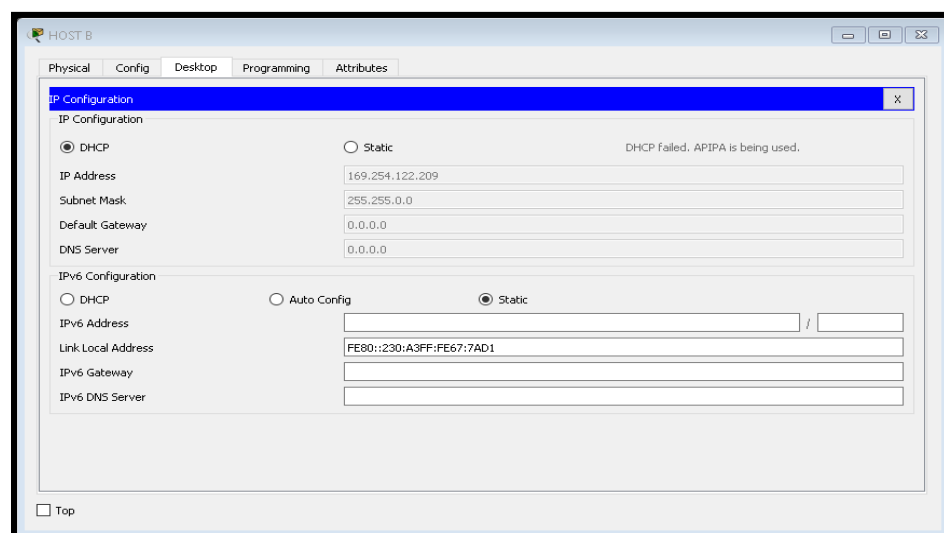 HOST B
Physical Config Desktop Programming Attributes
IP Configuration X
IP Configuration
DHCP Static DHCP failed. APIPA is being used.
IP Address 169.254.122.209
Subnet Mask 255.255.0.0
Default Gateway 0.0.0.0
DNS Server 0.0.0.0
IPv6 Configuration
DHCP Auto Config Static
IPv6 Address /
Link Local Address FE80::230:A3FF:FE67:7AD1
IPv6 Gateway
IPv6 DNS Server
Top